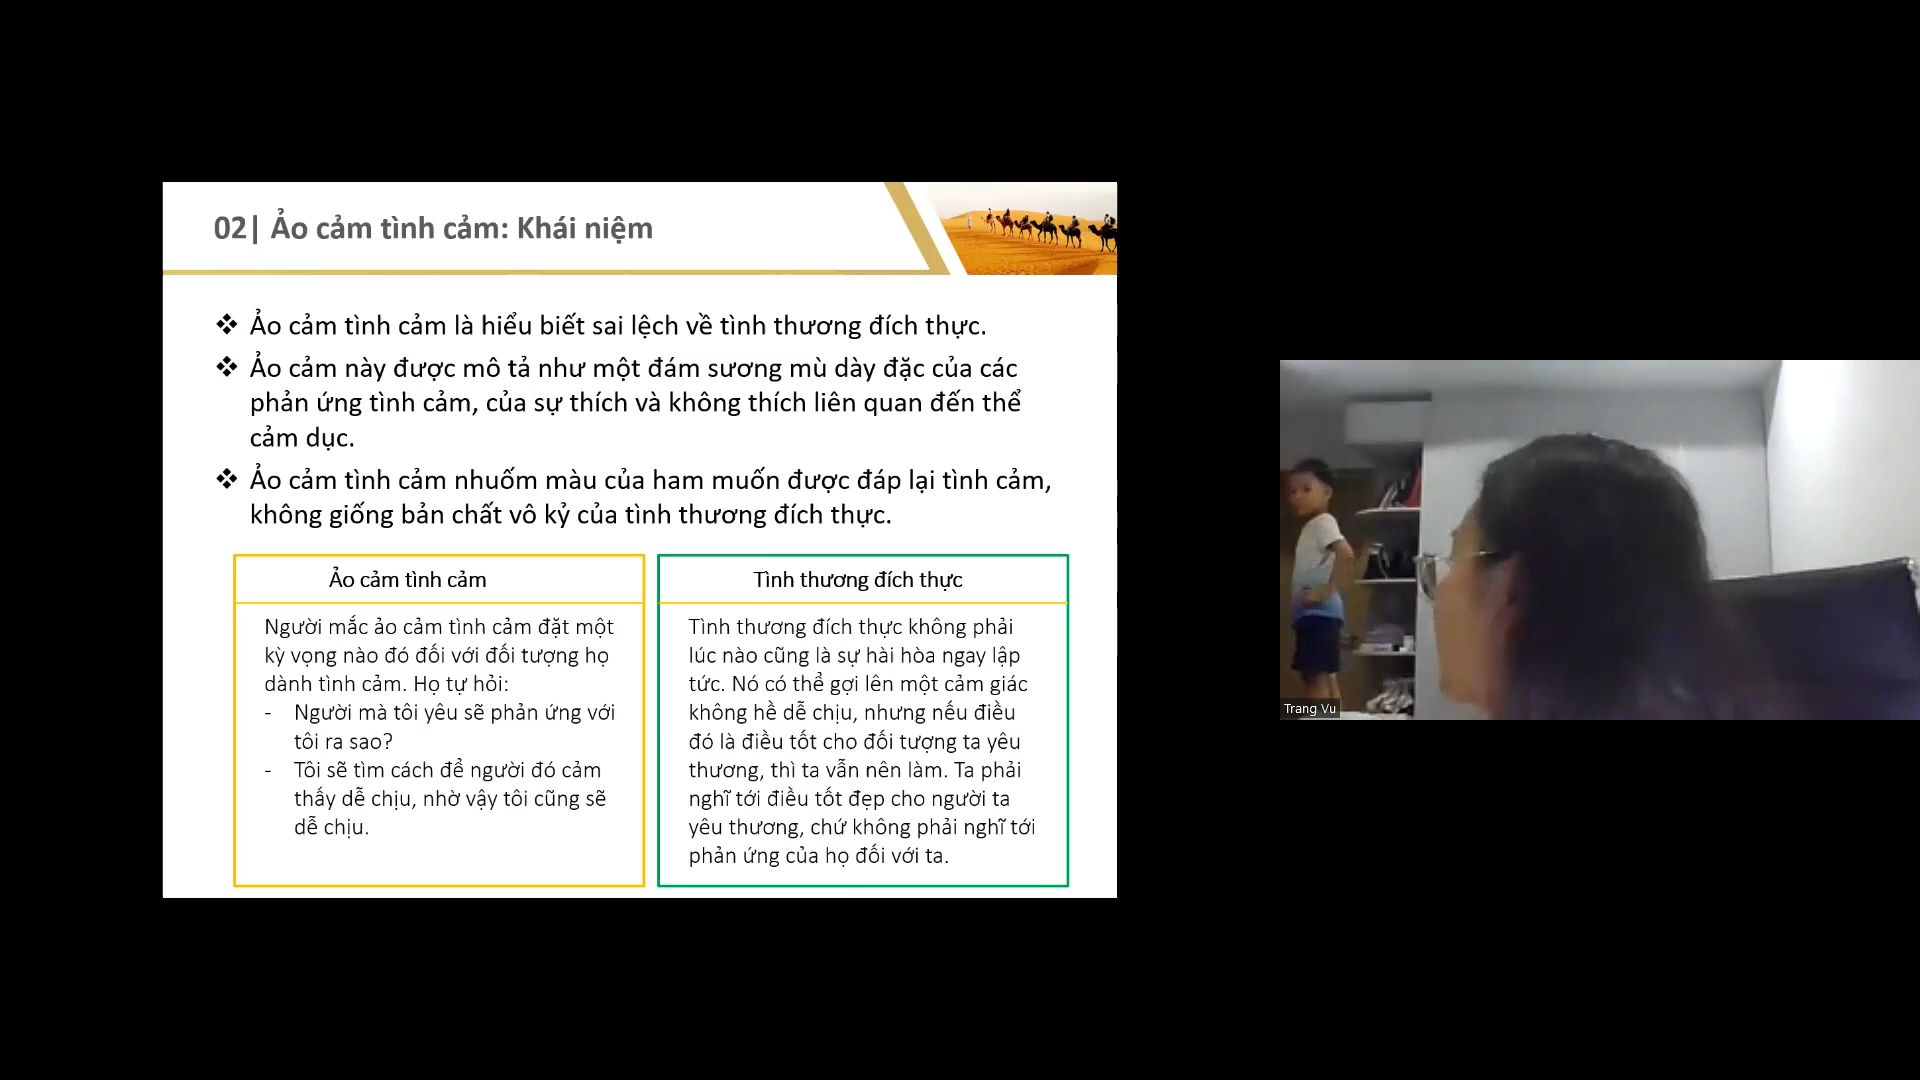 02| Ảo cảm tình cảm: Khái niệm
❖ Ảo cảm tình cảm là hiểu biết sai lệch về tình thương đích thực.
❖ Ảo cảm này được mô tả như một đám sương mù dày đặc của các
phản ứng tình cảm, của sự thích và không thích liên quan đến thể
cảm dục.
❖ Ảo cảm tình cảm nhuốm màu của ham muốn được đáp lại tình cảm,
không giống bản chất vô kỷ của tình thương đích thực.
Ảo cảm tình cảm
Người mắc ảo cảm tình cảm đặt một
kỳ vọng nào đó đối với đối tượng họ
dành tình cảm. Họ tự hỏi:
- Người mà tôi yêu sẽ phản ứng với
tôi ra sao?
- Tôi sẽ tìm cách để người đó cảm
thấy dễ chịu, nhờ vậy tôi cũng sẽ
dễ chịu.
Tình thương đích thực
Tình thương đích thực không phải
lúc nào cũng là sự hài hòa ngay lập
tức. Nó có thể gợi lên một cảm giác
không hề dễ chịu, nhưng nếu điều
đó là điều tốt cho đối tượng ta yêu
thương, thì ta vẫn nên làm. Ta phải
nghĩ tới điều tốt đẹp cho người ta
yêu thương, chứ không phải nghĩ tới
phản ứng của họ đối với ta.
Trang Vu